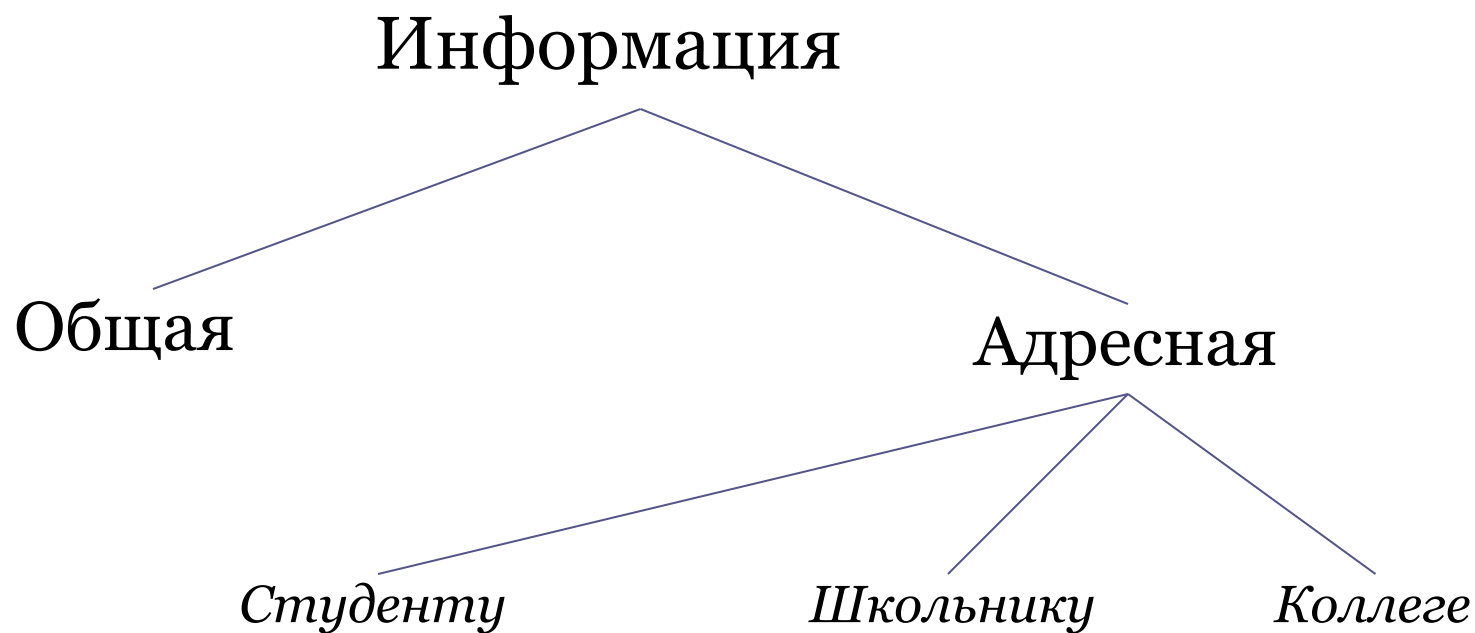 Информация
Общая
Адресная
Студенту
Школьнику
Коллеге